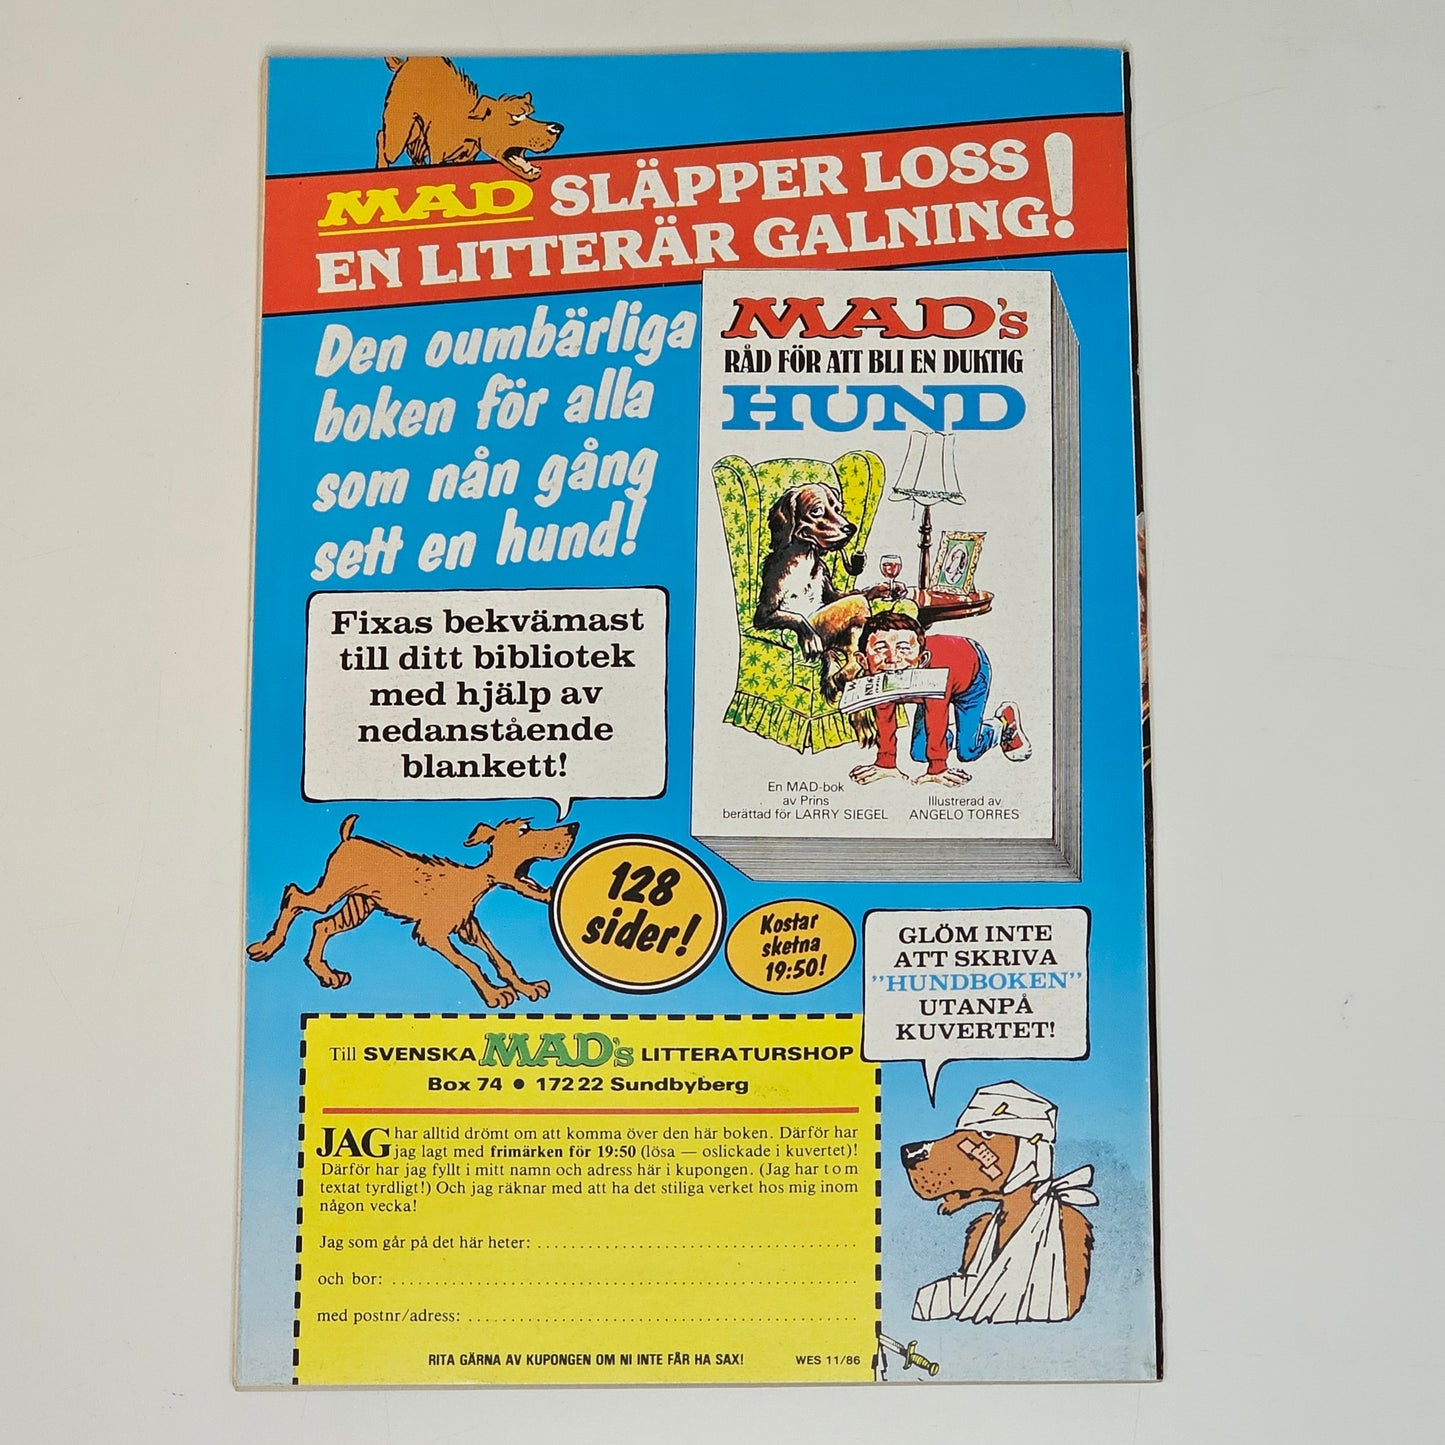 MAD SLÄPPER LOSS
EN LITTERÄR GALNING!
Den oumbärliga
boken för alla
som nån gång
sett en hund!
MAD's
RÅD FÖR ATT BLI EN DUKTIG
HUND
En MAD-bok
av Prins
berättad för LARRY SIEGEL
Illustrerad av
ANGELO TORRES
Fixas bekvämast
till ditt bibliotek
med hjälp av
nedanstående
blankett!
128
sider!
Kostar
sketna
19:50!
GLÖM INTE
ATT SKRIVA
"HUNDBOKEN"
UTANPÅ
KUVERTET!
Till SVENSKA MAD's LITTERATURSHOP
Box 74 ● 172 22 Sundbyberg
JAG har alltid drömt om att komma över den här boken. Därför har
jag lagt med frimärken för 19:50 (lösa — oslickade i kuvertet)!
Därför har jag fyllt i mitt namn och adress här i kupongen. (Jag har t o m
textat tyrdligt!) Och jag räknar med att ha det stiliga verket hos mig inom
någon vecka!
Jag som går på det här heter:
och bor:
med postnr/adress:
RITA GÄRNA AV KUPONGEN OM NI INTE FÅR HA SAX!
WES 11/86